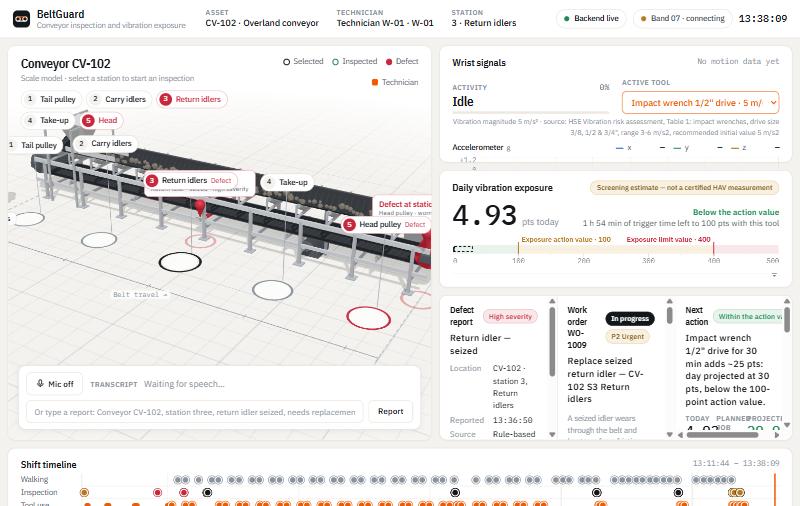 BeltGuard
Conveyor inspection and vibration exposure
ASSET
CV-102 · Overland conveyor
TECHNICIAN
Technician W-01 · W-01
STATION
3 · Return idlers
Backend live
Band 07 · connecting
13:38:09
Conveyor CV-102
Scale model · select a station to start an inspection
Selected
Inspected
Defect
Technician
1 Tail pulley
2 Carry idlers
3 Return idlers
4 Take-up
5 Head
1 Tail pulley
2 Carry idlers
3 Return idlers Defect
4 Take-up
Defect at static
Head pulley · worn
5 Head pulley Defect
Belt travel →
Mic off
TRANSCRIPT
Waiting for speech...
Or type a report: Conveyor CV-102, station three, return idler seized, needs replacemen
Report
Wrist signals
No motion data yet
ACTIVITY
0%
Idle
ACTIVE TOOL
Impact wrench 1/2" drive · 5 m/
Vibration magnitude 5 m/s² · source: HSE Vibration risk assessment, Table 1: impact wrenches, drive size
3/8, 1/2 & 3/4", range 3-6 m/s2, recommended initial value 5 m/s2
Accelerometer g
x –
y –
z –
+1.2
0
Daily vibration exposure
Screening estimate — not a certified HAV measurement
4.93 pts today
Below the action value
1 h 54 min of trigger time left to 100 pts with this tool
Exposure action value · 100
Exposure limit value · 400
0
100
200
300
400
500
Defect report
High severity
Return idler — seized
Location
CV-102 · station 3, Return idlers
Reported
13:36:50
Source
Rule-based
Work order WO-1009
In progress
P2 Urgent
Replace seized return idler — CV-102 S3 Return idlers
A seized idler wears through the belt and
Next action
Within the action va
Impact wrench 1/2" drive for 30 min adds ~25 pts: day projected at 30 pts, below the 100-point action value.
TODAY
PLANNED JOB
PROJECTE
Shift timeline
13:11:44 – 13:38:09
Walking
Inspection
Tool use